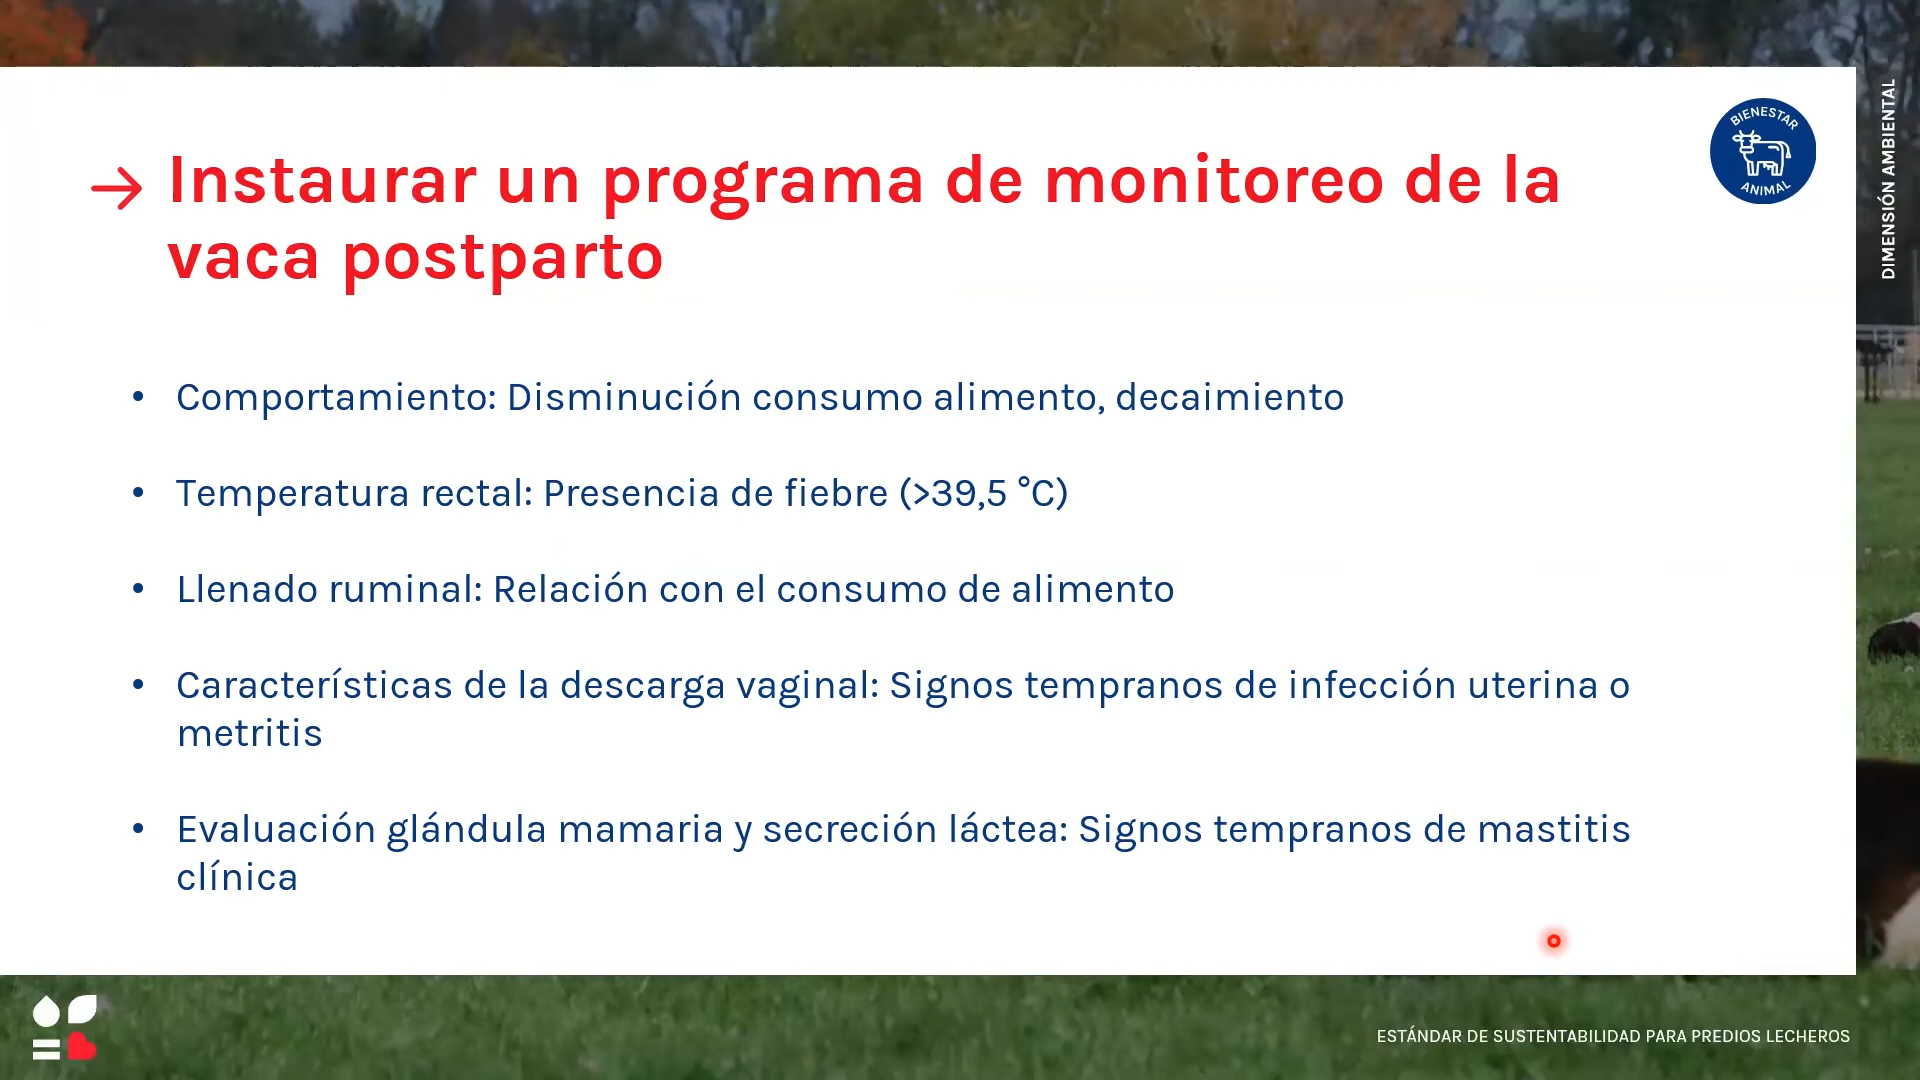 BIENESTAR
ANIMAL
DIMENSIÓN AMBIENTAL
→ Instaurar un programa de monitoreo de la
vaca postparto
• Comportamiento: Disminución consumo alimento, decaimiento
• Temperatura rectal: Presencia de fiebre (>39,5 °C)
• Llenado ruminal: Relación con el consumo de alimento
• Características de la descarga vaginal: Signos tempranos de infección uterina o
metritis
• Evaluación glándula mamaria y secreción láctea: Signos tempranos de mastitis
clínica
ESTÁNDAR DE SUSTENTABILIDAD PARA PREDIOS LECHEROS